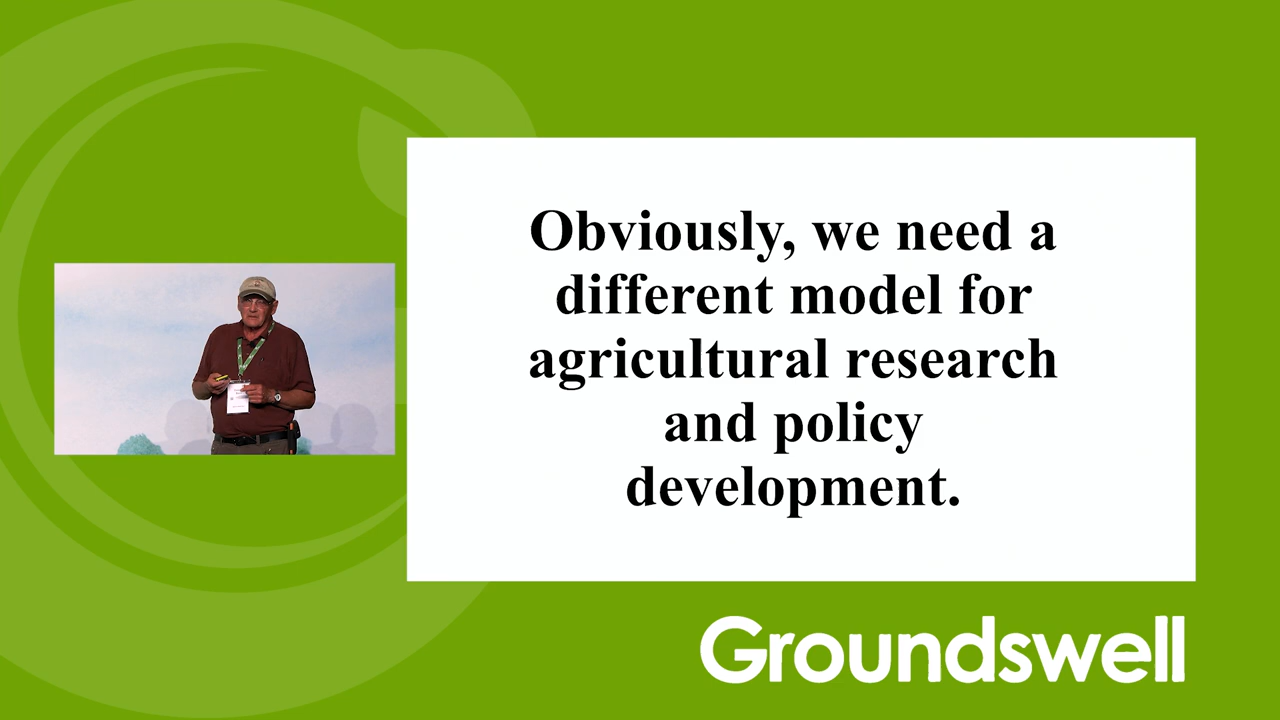 Obviously, we need a
different model for
agricultural research
and policy
development.
Groundswell